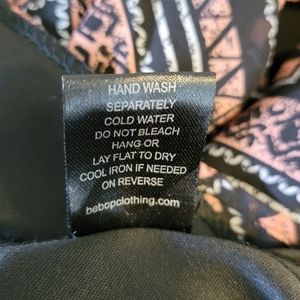 HAND WASH
SEPARATELY
COLD WATER
DO NOT BLEACH
HANG OR
LAY FLAT TO DRY
COOL IRON IF NEEDED
ON REVERSE
bebopclothing.com